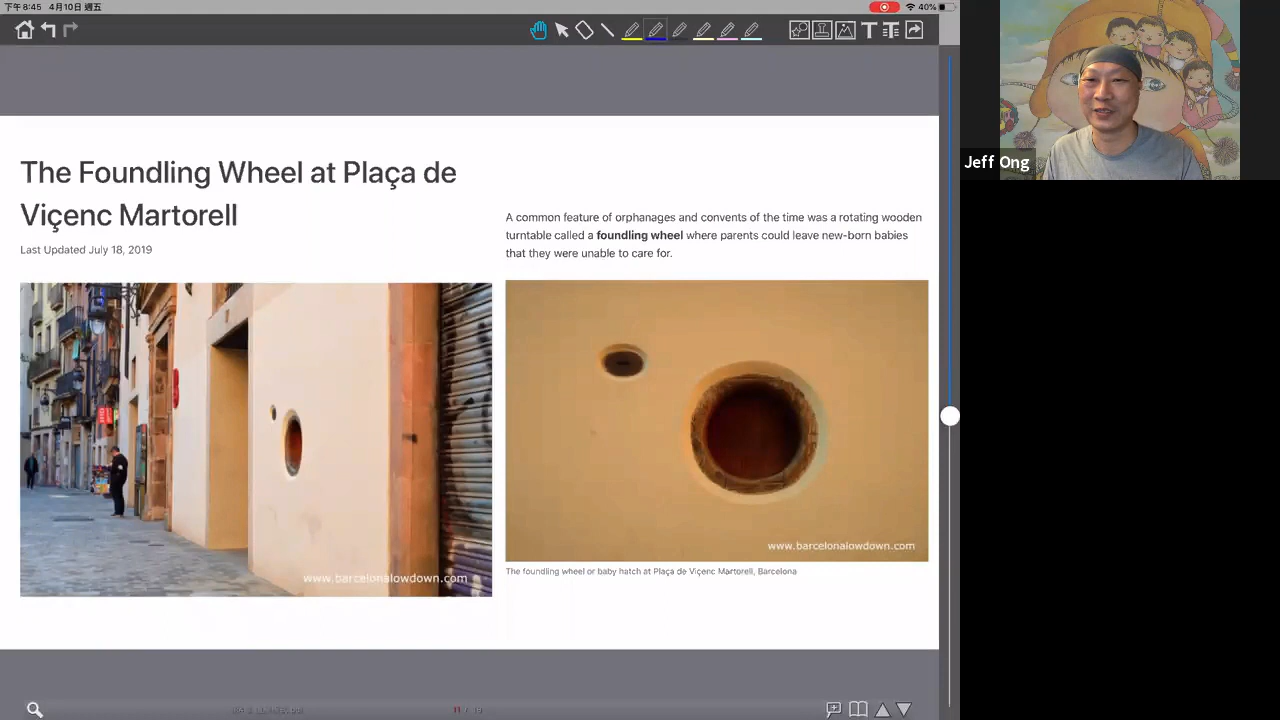 下午8:45 4月10日 週五
40%
The Foundling Wheel at Plaça de
Viçenc Martorell
Last Updated July 18, 2019
A common feature of orphanages and convents of the time was a rotating wooden
turntable called a foundling wheel where parents could leave new-born babies
that they were unable to care for.
www.barcelonalowdown.com
www.barcelonalowdown.com
The foundling wheel or baby hatch at Plaça de Viçenc Martorell, Barcelona
Jeff Ong
11 / 19